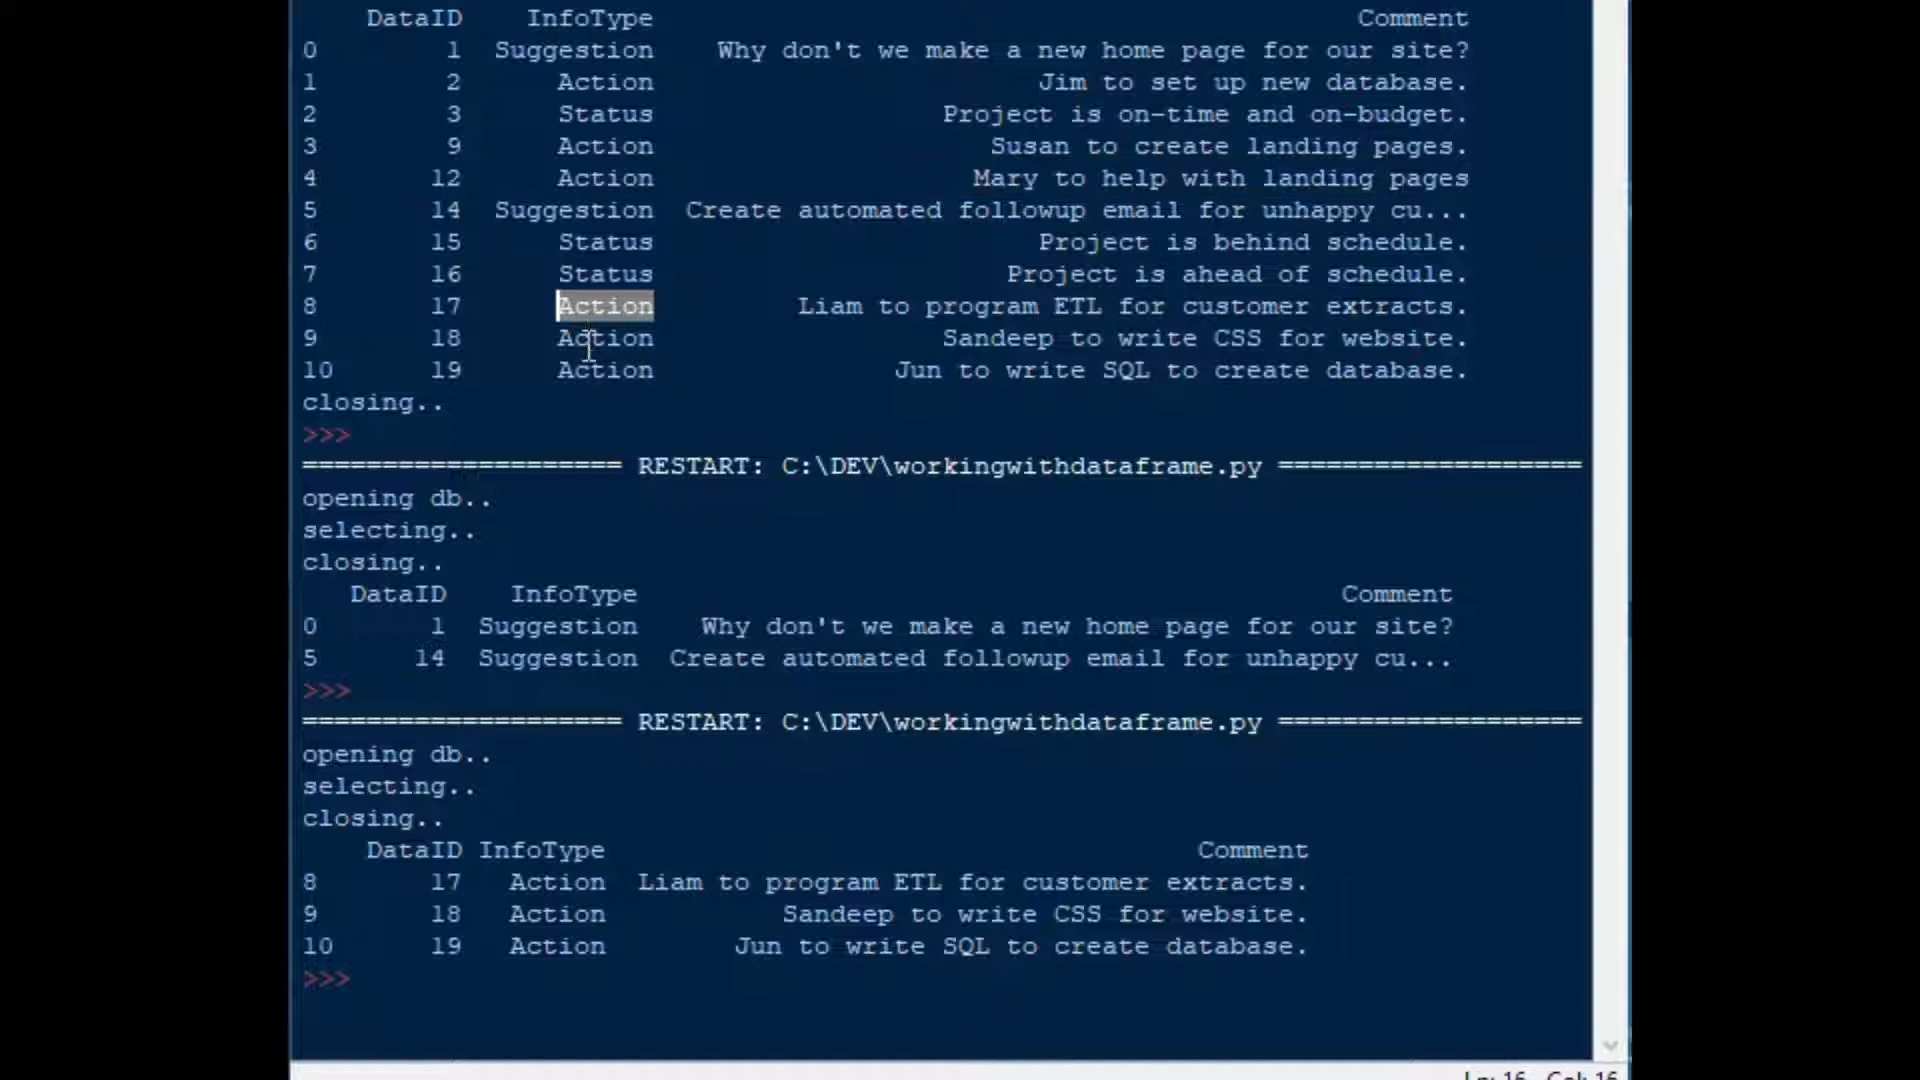 DataID InfoType Comment
0 1 Suggestion Why don't we make a new home page for our site?
1 2 Action Jim to set up new database.
2 3 Status Project is on-time and on-budget.
3 9 Action Susan to create landing pages.
4 12 Action Mary to help with landing pages
5 14 Suggestion Create automated followup email for unhappy cu...
6 15 Status Project is behind schedule.
7 16 Status Project is ahead of schedule.
8 17 Action Liam to program ETL for customer extracts.
9 18 Action Sandeep to write CSS for website.
10 19 Action Jun to write SQL to create database.
closing..
>>>
==================== RESTART: C:\DEV\workingwithdataframe.py ===================
opening db..
selecting..
closing..
DataID InfoType Comment
0 1 Suggestion Why don't we make a new home page for our site?
5 14 Suggestion Create automated followup email for unhappy cu...
>>>
==================== RESTART: C:\DEV\workingwithdataframe.py ===================
opening db..
selecting..
closing..
DataID InfoType Comment
8 17 Action Liam to program ETL for customer extracts.
9 18 Action Sandeep to write CSS for website.
10 19 Action Jun to write SQL to create database.
>>>
Ln: 16 Col: 16